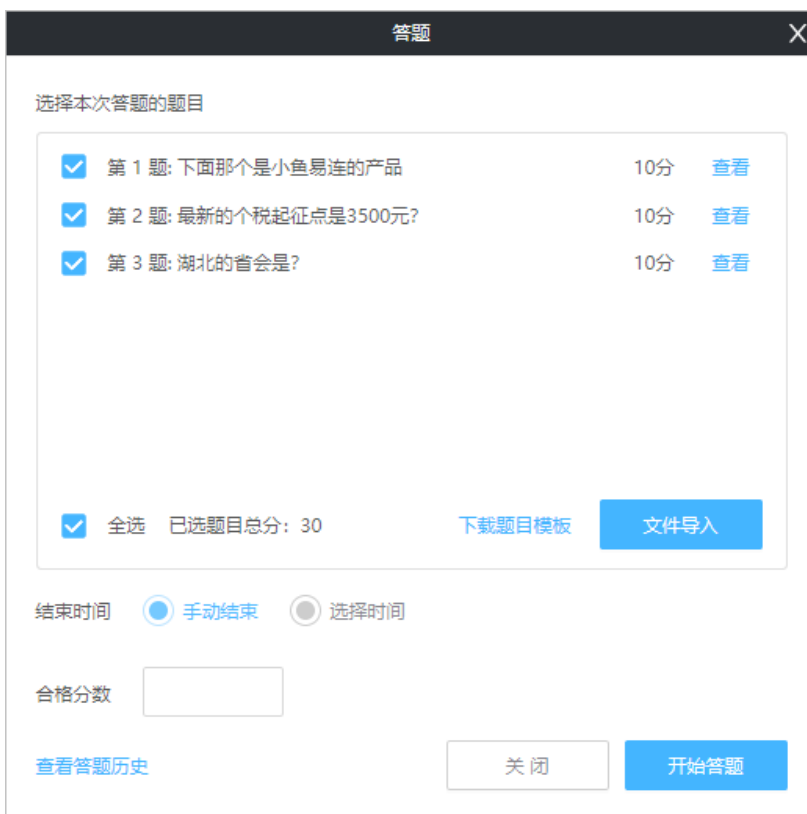 答题 X
选择本次答题的题目
第 1 题: 下面那个是小鱼易连的产品 10分 查看
第 2 题: 最新的个税起征点是3500元? 10分 查看
第 3 题: 湖北的省会是? 10分 查看
全选 已选题目总分: 30 下载题目模板 文件导入
结束时间 手动结束 选择时间
合格分数
查看答题历史 关 闭 开始答题